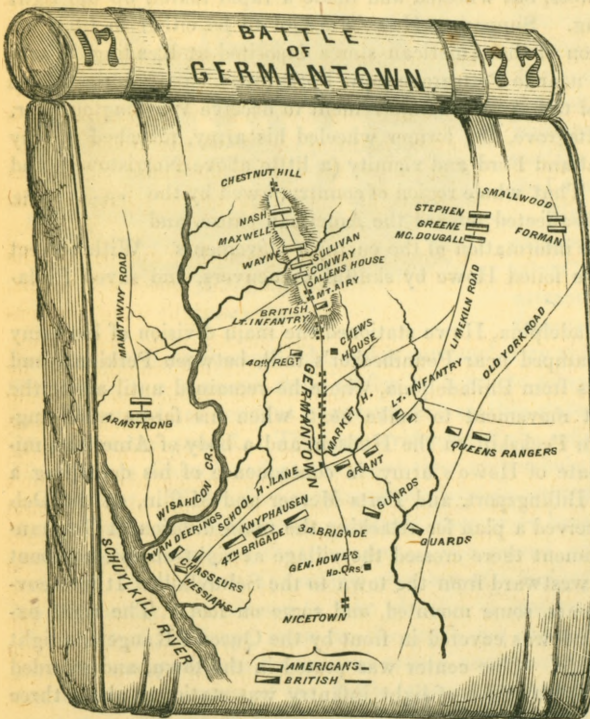 17
BATTLE
OF
GERMANTOWN.
77
CHESTNUT HILL
NASH
MAXWELL
WAYNE
SULLIVAN
CONWAY
ALLENS HOUSE
MT. AIRY
BRITISH
LT. INFANTRY
STEPHEN
GREENE
MC. DOUGALL
SMALLWOOD
FORMAN
MANATAWNY ROAD
LIMEKILN ROAD
OLD YORK ROAD
40TH REGT
CHEWS
HOUSE
GERMANTOWN
MARKET H.
LT. INFANTRY
ARMSTRONG
WISAHICON CR.
SCHOOL H. LANE
GRANT
QUEENS RANGERS
VAN DEERINGS
KNYPHAUSEN
4TH BRIGADE
3D. BRIGADE
GUARDS
GUARDS
CHASSEURS
HESSIANS
GEN. HOWE'S
HD. QRS.
SCHUYLKILL RIVER
NICETOWN
AMERICANS
BRITISH